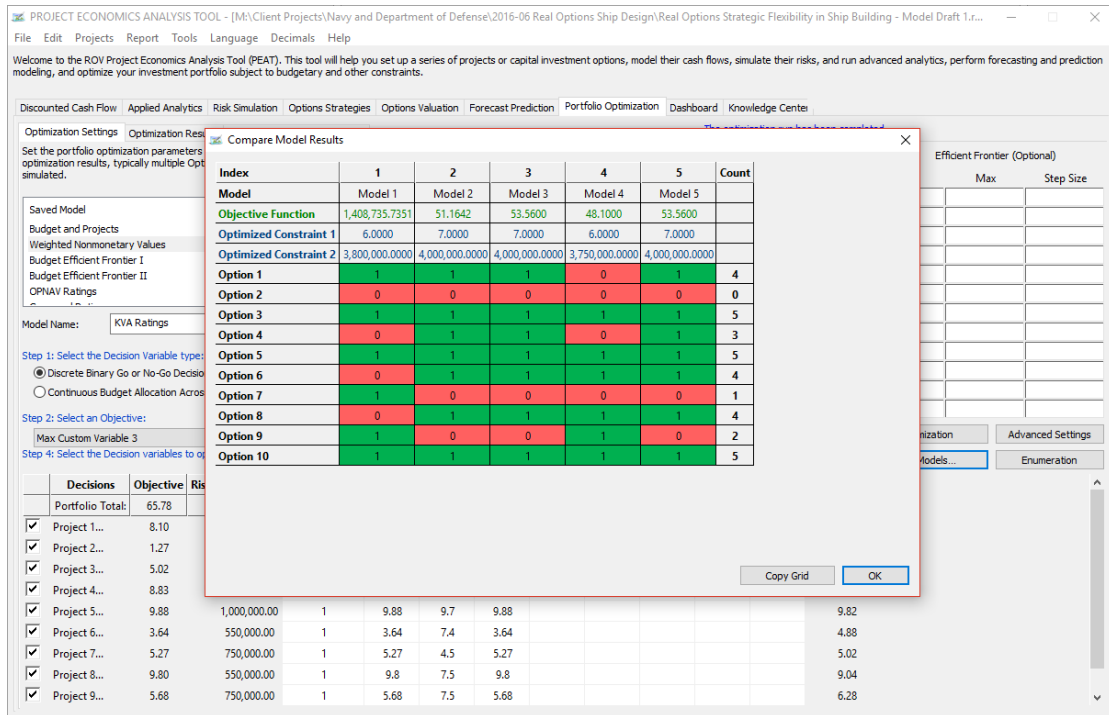 PROJECT ECONOMICS ANALYSIS TOOL - [M:\Client Projects\Navy and Department of Defense\2016-06 Real Options Ship Design\Real Options Strategic Flexibility in Ship Building - Model Draft 1.r...
File Edit Projects Report Tools Language Decimals Help
Welcome to the ROV Project Economics Analysis Tool (PEAT). This tool will help you set up a series of projects or capital investment options, model their cash flows, simulate their risks, and run advanced analytics, perform forecasting and prediction
modeling, and optimize your investment portfolio subject to budgetary and other constraints.
Discounted Cash Flow Applied Analytics Risk Simulation Options Strategies Options Valuation Forecast Prediction Portfolio Optimization Dashboard Knowledge Center
Optimization Settings Optimization Resu
Set the portfolio optimization parameters
optimization results, typically multiple Opt
simulated.
Saved Model
Budget and Projects
Weighted Nonmonetary Values
Budget Efficient Frontier I
Budget Efficient Frontier II
OPNAV Ratings
Model Name: KVA Ratings
Step 1: Select the Decision Variable type:
Discrete Binary Go or No-Go Decisio
Continuous Budget Allocation Acros
Step 2: Select an Objective:
Max Custom Variable 3
Step 4: Select the Decision variables to op
Compare Model Results
Index 1 2 3 4 5 Count
Model Model 1 Model 2 Model 3 Model 4 Model 5
Objective Function 1,408,735.7351 51.1642 53.5600 48.1000 53.5600
Optimized Constraint 1 6.0000 7.0000 7.0000 6.0000 7.0000
Optimized Constraint 2 3,800,000.0000 4,000,000.0000 4,000,000.0000 3,750,000.0000 4,000,000.0000
Option 1 1 1 1 0 1 4
Option 2 0 0 0 0 0 0
Option 3 1 1 1 1 1 5
Option 4 0 1 1 0 1 3
Option 5 1 1 1 1 1 5
Option 6 0 1 1 1 1 4
Option 7 1 0 0 0 0 1
Option 8 0 1 1 1 1 4
Option 9 1 0 0 1 0 2
Option 10 1 1 1 1 1 5
Copy Grid OK
Efficient Frontier (Optional)
Max Step Size
nization Advanced Settings
Models... Enumeration
Decisions Objective Ris
Portfolio Total: 65.78
Project 1... 8.10
Project 2... 1.27
Project 3... 5.02
Project 4... 8.83
Project 5... 9.88 1,000,000.00 1 9.88 9.7 9.88 9.82
Project 6... 3.64 550,000.00 1 3.64 7.4 3.64 4.88
Project 7... 5.27 750,000.00 1 5.27 4.5 5.27 5.02
Project 8... 9.80 550,000.00 1 9.8 7.5 9.8 9.04
Project 9... 5.68 750,000.00 1 5.68 7.5 5.68 6.28